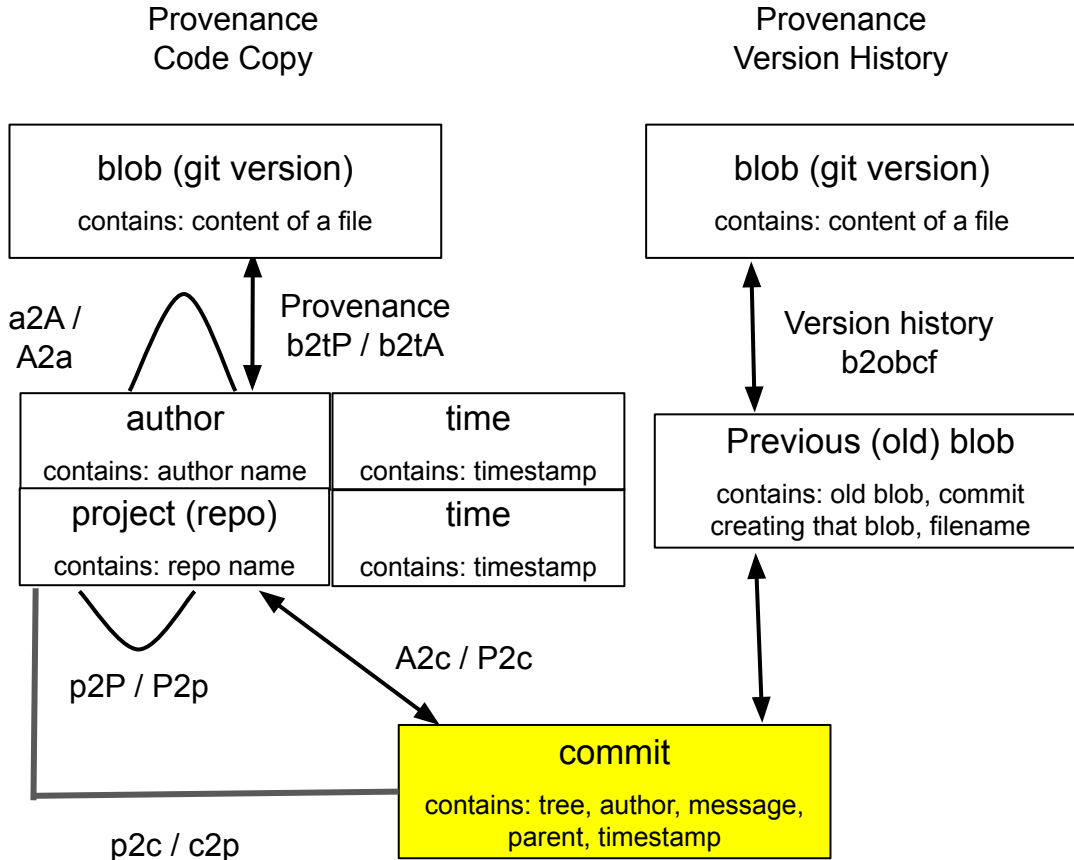 Provenance
Code Copy
Provenance
Version History
blob (git version)
contains: content of a file
blob (git version)
contains: content of a file
a2A /
A2a
Provenance
b2tP / b2tA
Version history
b2obcf
author
contains: author name
time
contains: timestamp
project (repo)
contains: repo name
time
contains: timestamp
Previous (old) blob
contains: old blob, commit
creating that blob, filename
p2P / P2p
A2c / P2c
commit
contains: tree, author, message,
parent, timestamp
p2c / c2p